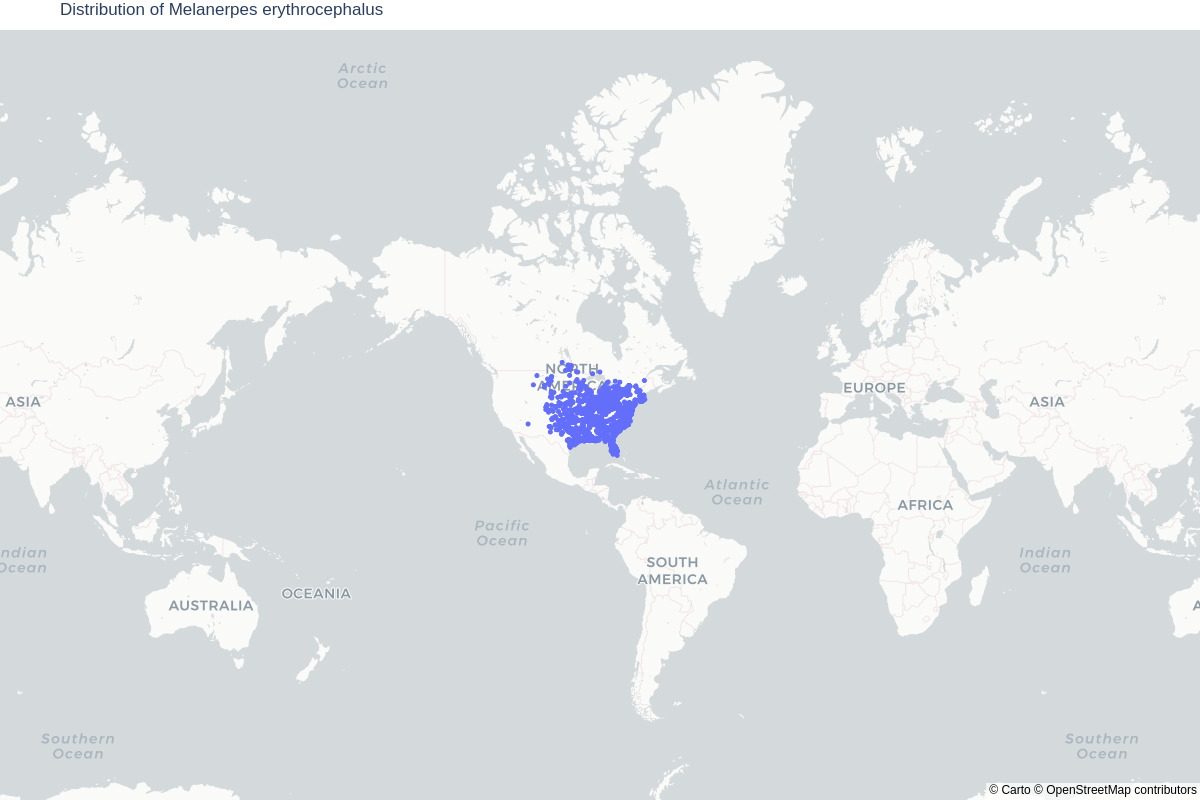 Distribution of Melanerpes erythrocephalus
Arctic
Ocean
NORTH
AMERICA
EUROPE
ASIA
ASIA
Atlantic
Ocean
AFRICA
Pacific
Ocean
Indian
Ocean
ndian
Ocean
SOUTH
AMERICA
OCEANIA
AUSTRALIA
A
Southern
Ocean
Southern
Ocean
© Carto © OpenStreetMap contributors